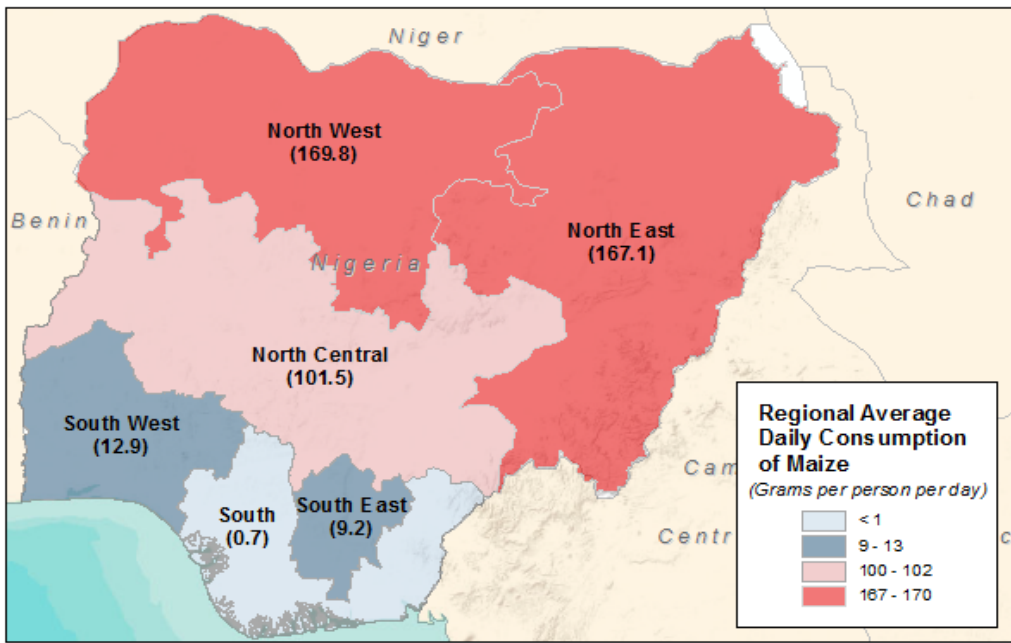 Niger
North West
(169.8)
Benin
Chad
North East
(167.1)
Nigeria
North Central
(101.5)
South West
(12.9)
South East
(9.2)
South
(0.7)
Regional Average
Daily Consumption
of Maize
(Grams per person per day)
< 1
9 - 13
100 - 102
167 - 170
Cam
Centr
c